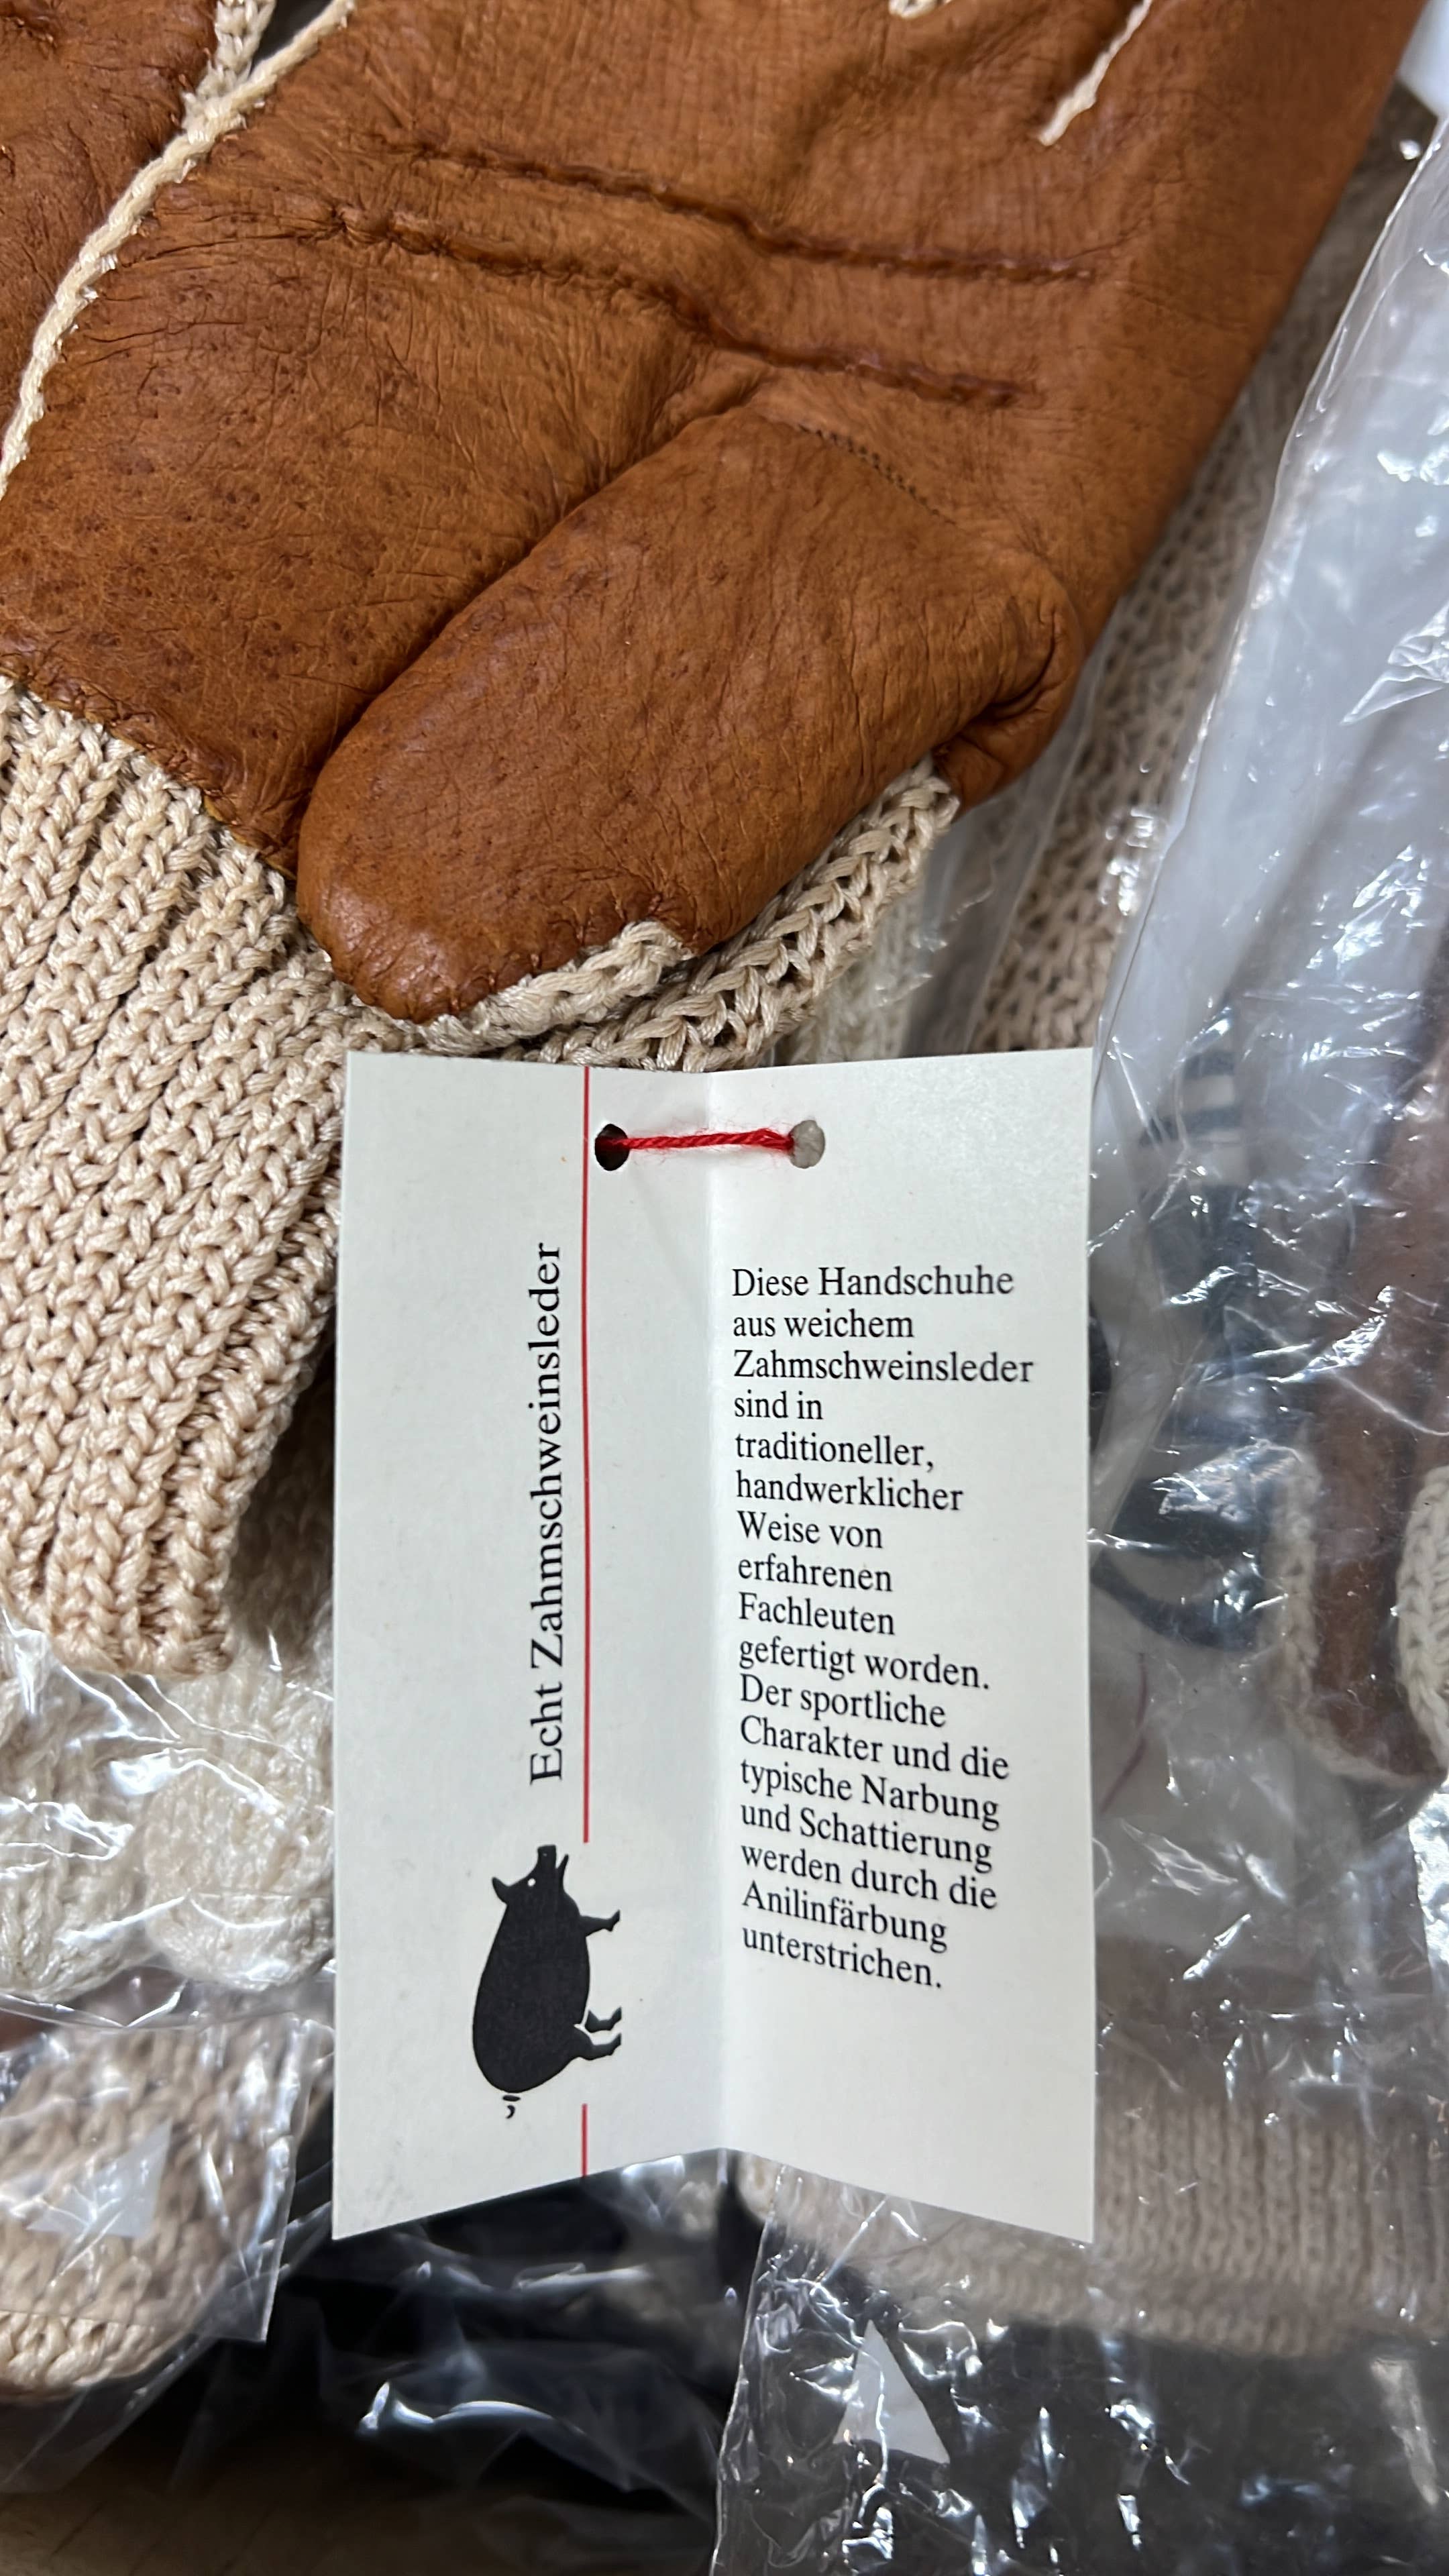 Echt Zahmschweinsleder
Diese Handschuhe
aus weichem
Zahmschweinsleder
sind in
traditioneller,
handwerklicher
Weise von
erfahrenen
Fachleuten
gefertigt worden.
Der sportliche
Charakter und die
typische Narbung
und Schattierung
werden durch die
Anilinfärbung
unterstrichen.